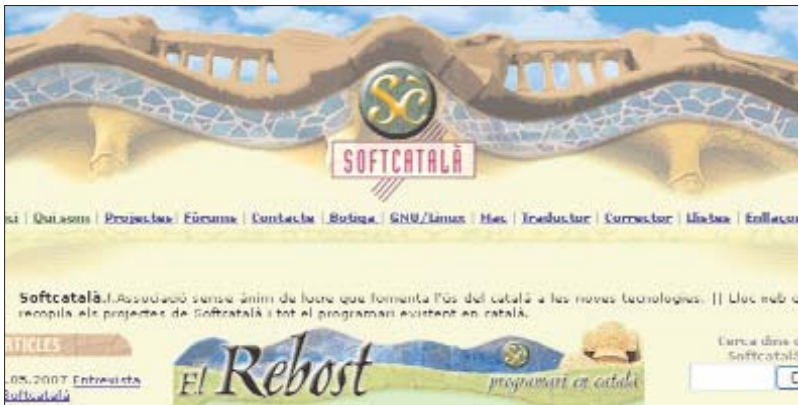 Sc
SOFTCATALÀ
ci | Qui som | Projectes | Fòrums | Contacte | Botiga | GNU/Linux | Mac | Traductor | Corrector | Llistes | Enllaços
Softcatalà. f. Associació sense ànim de lucre que fomenta l'ús del català a les noves tecnologies. || Lloc web q
recopila els projectes de Softcatalà i tot el programari existent en català.
ARTICLES
.05.2007 Entrevista
Softcatalà
El Rebost
programari en català
Cerca dins
Softcatalà